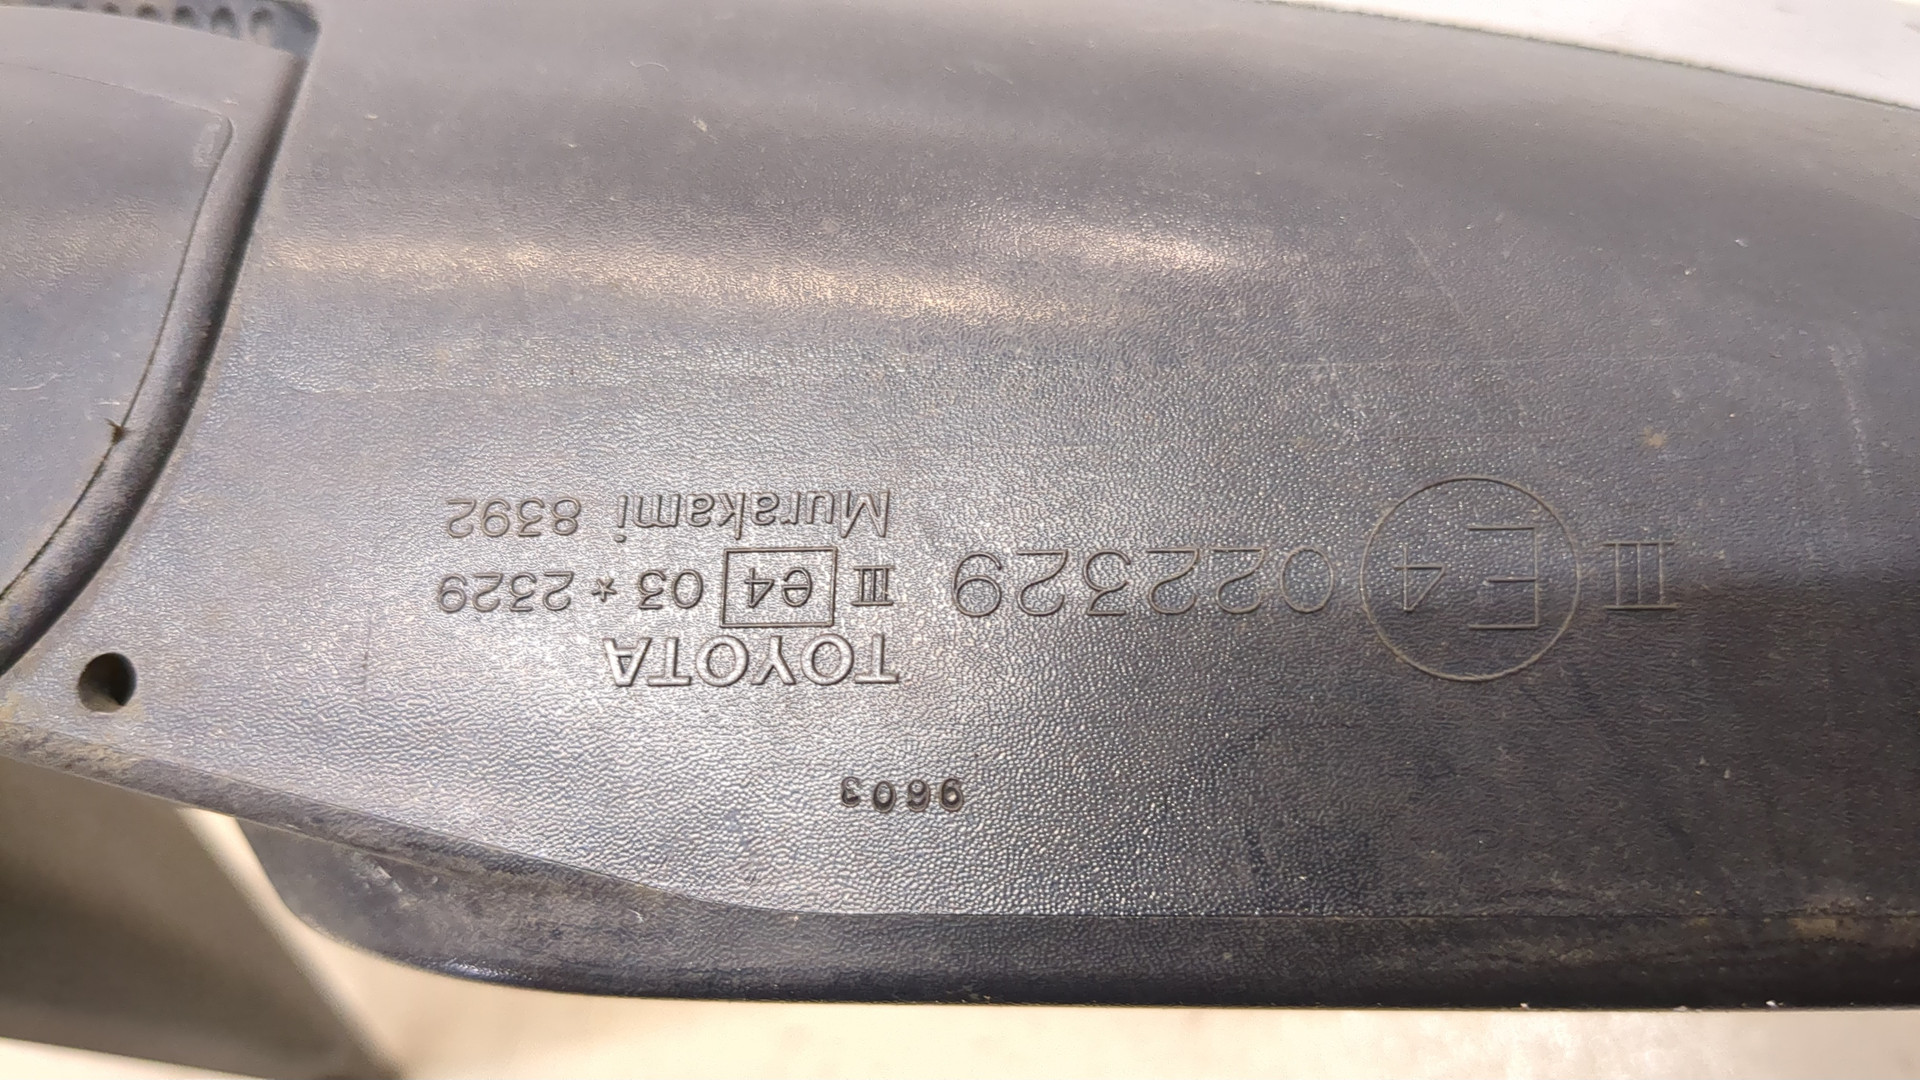 9603
TOYOTA
III e4 03*2329
Murakami 8392
III E4 022329